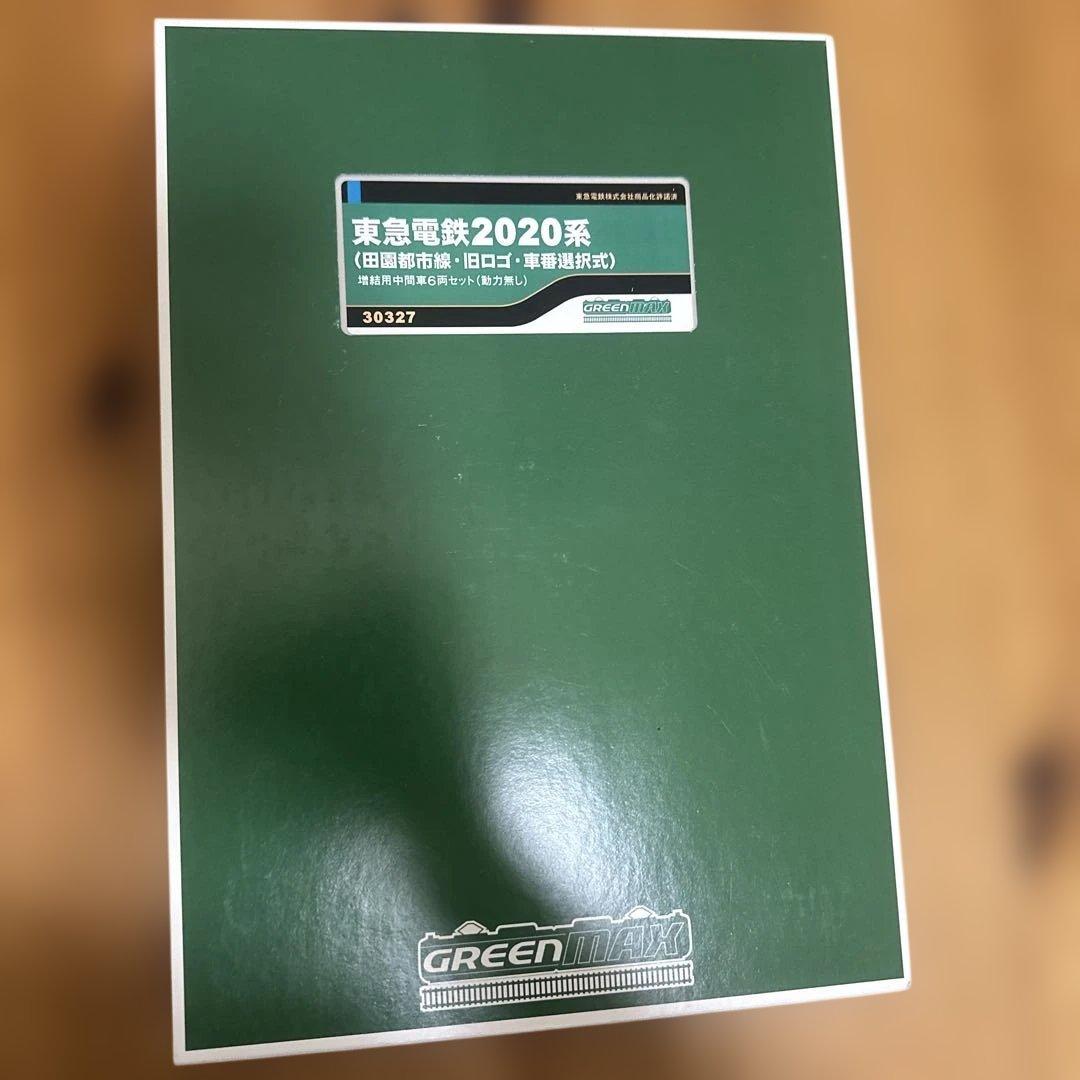 東急電鉄株式会社商品化許諾済
東急電鉄2020系
（田園都市線・旧ロゴ・車番選択式）
増結用中間車6両セット（動力無し）
30327
GREENMAX
GREENMAX